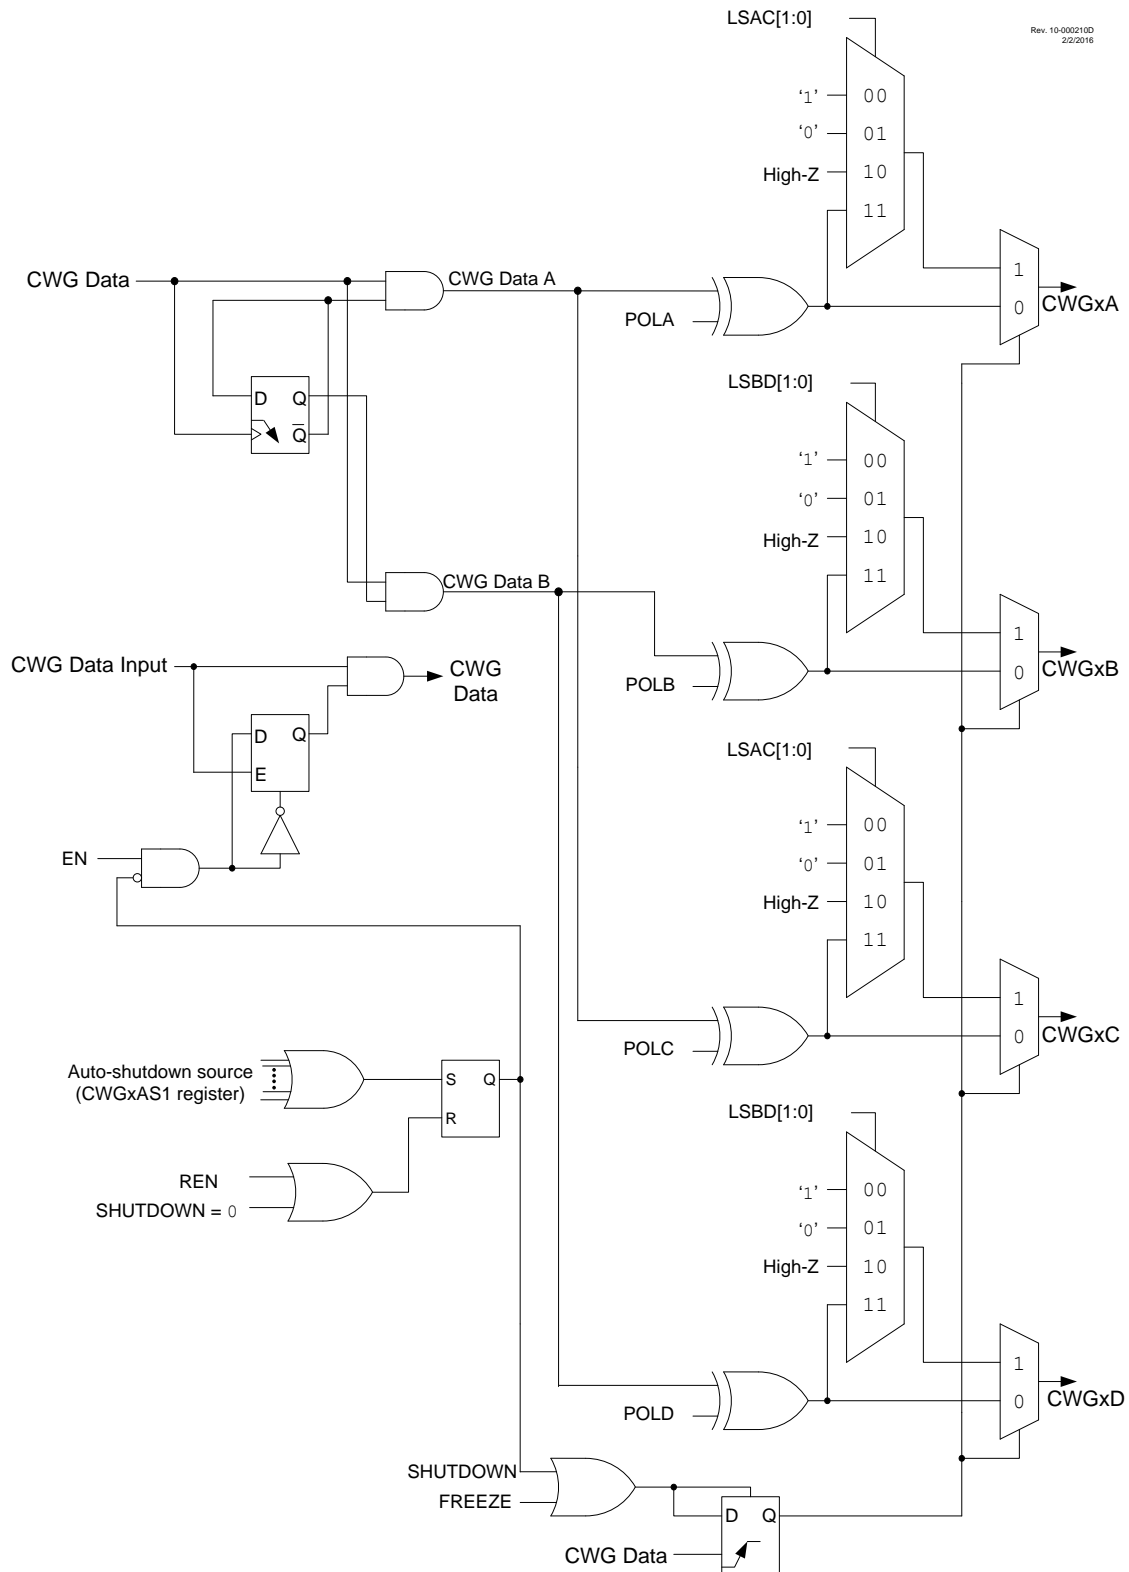 LSAC[1:0]
Rev. 10-000210D
2/2/2016
‘1’ 00
‘0’ 01
High-Z 10
11
CWG Data
CWG Data A
POLA
1
0
CWGxA
LSBD[1:0]
D Q
Q
‘1’ 00
‘0’ 01
High-Z 10
11
CWG Data B
CWG Data Input
CWG
Data
POLB
1
0
CWGxB
D Q
E
LSAC[1:0]
‘1’ 00
‘0’ 01
High-Z 10
11
EN
POLC
1
0
CWGxC
Auto-shutdown source
(CWGxAS1 register)
S Q
R
LSBD[1:0]
REN
SHUTDOWN = 0
‘1’ 00
‘0’ 01
High-Z 10
11
POLD
1
0
CWGxD
SHUTDOWN
FREEZE
D Q
CWG Data